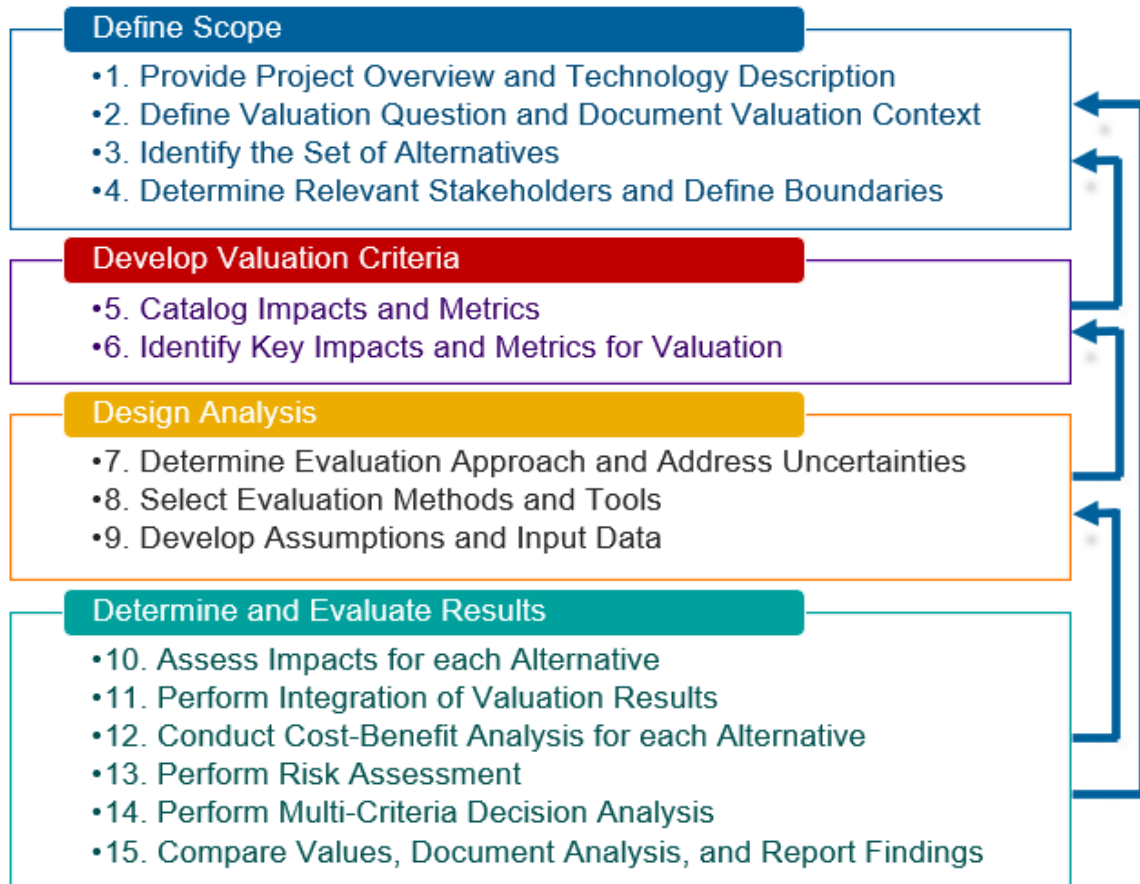 Define Scope
•1. Provide Project Overview and Technology Description
•2. Define Valuation Question and Document Valuation Context
•3. Identify the Set of Alternatives
•4. Determine Relevant Stakeholders and Define Boundaries
Develop Valuation Criteria
•5. Catalog Impacts and Metrics
•6. Identify Key Impacts and Metrics for Valuation
Design Analysis
•7. Determine Evaluation Approach and Address Uncertainties
•8. Select Evaluation Methods and Tools
•9. Develop Assumptions and Input Data
Determine and Evaluate Results
•10. Assess Impacts for each Alternative
•11. Perform Integration of Valuation Results
•12. Conduct Cost-Benefit Analysis for each Alternative
•13. Perform Risk Assessment
•14. Perform Multi-Criteria Decision Analysis
•15. Compare Values, Document Analysis, and Report Findings